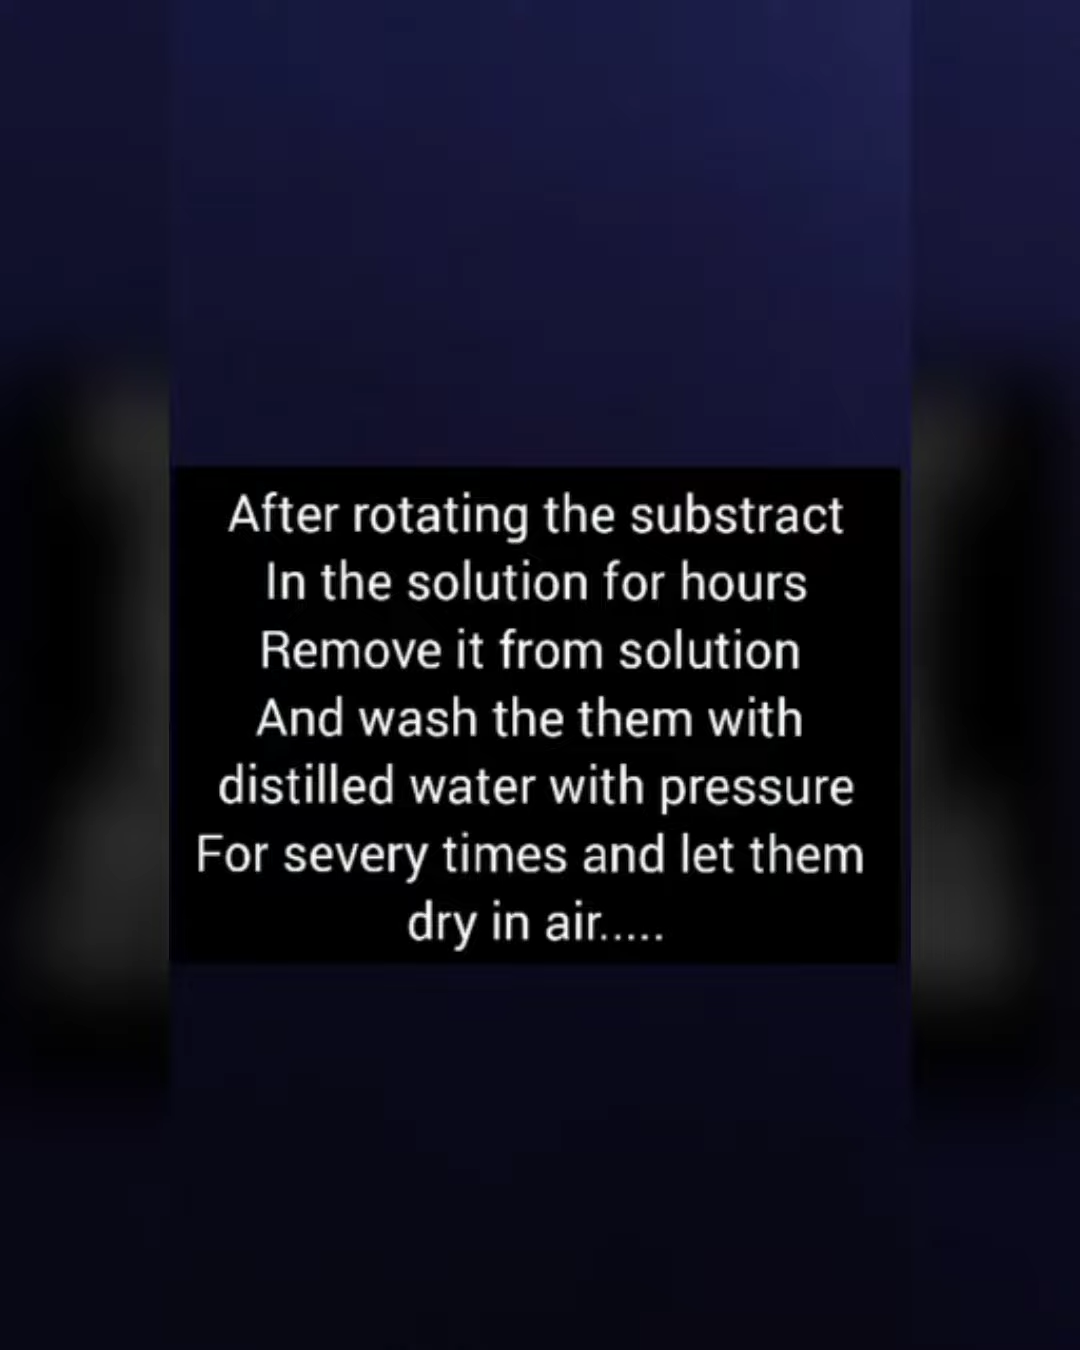 After rotating the substract
In the solution for hours
Remove it from solution
And wash the them with
distilled water with pressure
For severy times and let them
dry in air.....